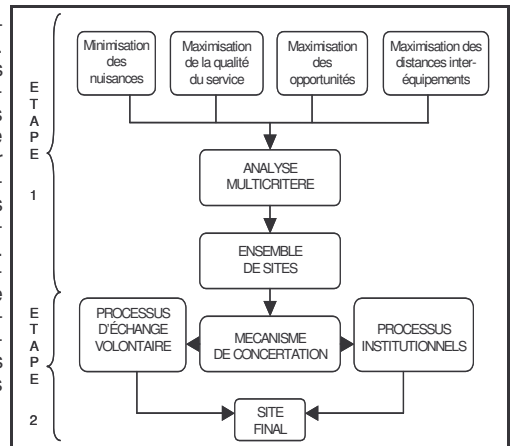 Minimisation
des
nuisances
Maximisation
de la qualité
du service
Maximisation
des
opportunités
Maximisation des
distances inter-
équipements
E
T
A
P
E
1
ANALYSE
MULTICRITERE
ENSEMBLE
DE SITES
E
T
A
P
E
2
PROCESSUS
D'ÉCHANGE
VOLONTAIRE
MECANISME
DE CONCERTATION
PROCESSUS
INSTITUTIONNELS
SITE
FINAL